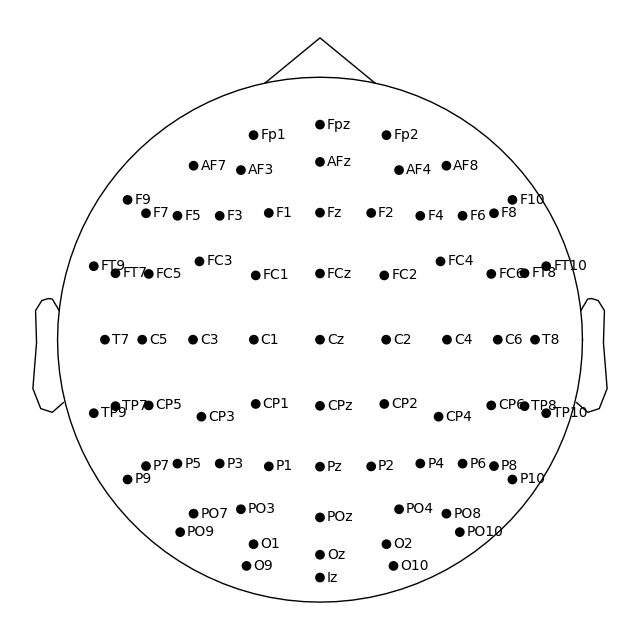 Fpz
Fp1 Fp2
AFz
AF7 AF3 AF4 AF8
F9 F10
F7 F5 F3 F1 Fz F2 F4 F6 F8
FC3 FC4
FT9 FT7 FC5 FC1 FCz FC2 FC6 FT8 FT10
T7 C5 C3 C1 Cz C2 C4 C6 T8
TP9 TP7 CP5 CP3 CP1 CPz CP2 CP4 CP6 TP8 TP10
P7 P5 P3 P1 Pz P2 P4 P6 P8
P9 P10
PO7 PO3 POz PO4 PO8
PO9 PO10
O1 Oz O2
O9 O10
Iz